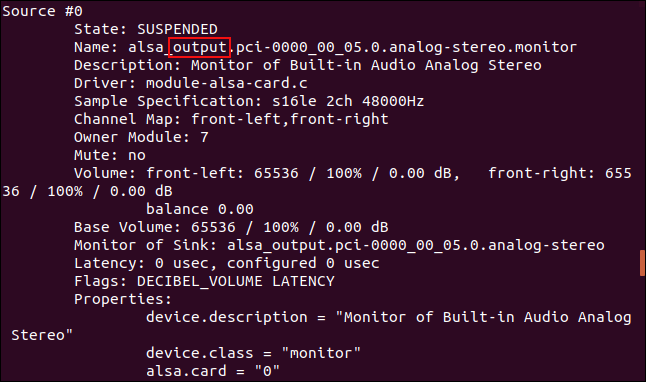 Source #0
State: SUSPENDED
Name: alsa_output.pci-0000_00_05.0.analog-stereo.monitor
Description: Monitor of Built-in Audio Analog Stereo
Driver: module-alsa-card.c
Sample Specification: s16le 2ch 48000Hz
Channel Map: front-left,front-right
Owner Module: 7
Mute: no
Volume: front-left: 65536 / 100% / 0.00 dB,   front-right: 655
36 / 100% / 0.00 dB
balance 0.00
Base Volume: 65536 / 100% / 0.00 dB
Monitor of Sink: alsa_output.pci-0000_00_05.0.analog-stereo
Latency: 0 usec, configured 0 usec
Flags: DECIBEL_VOLUME LATENCY
Properties:
device.description = "Monitor of Built-in Audio Analog
Stereo"
device.class = "monitor"
alsa.card = "0"